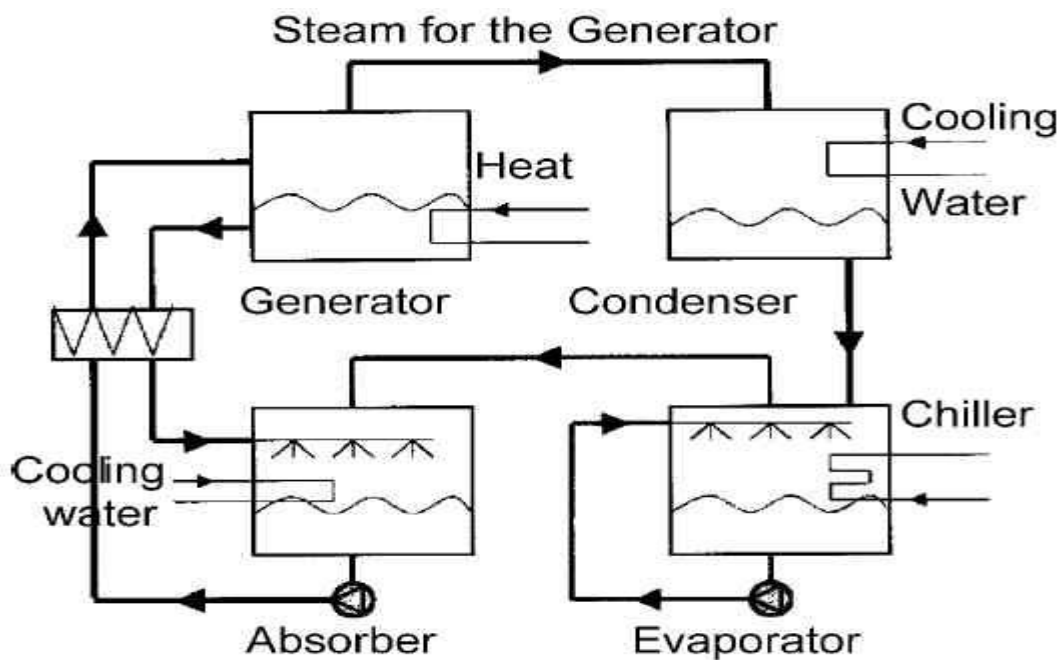 Steam for the Generator
Cooling
Heat
Water
Generator
Condenser
Chiller
Cooling
water
Absorber
Evaporator